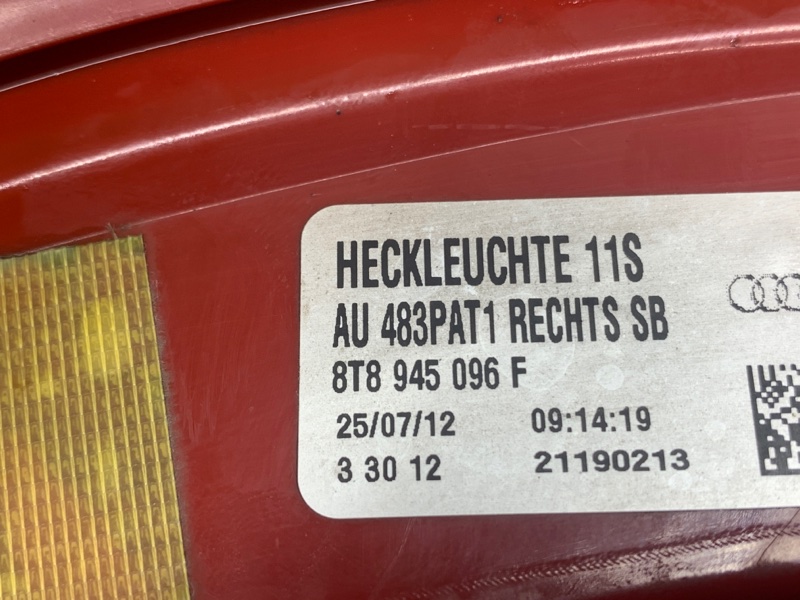 HECKLEUCHTE 11S
AU 483PAT1 RECHTS SB
8T8 945 096 F
25/07/12 09:14:19
3 30 12 21190213